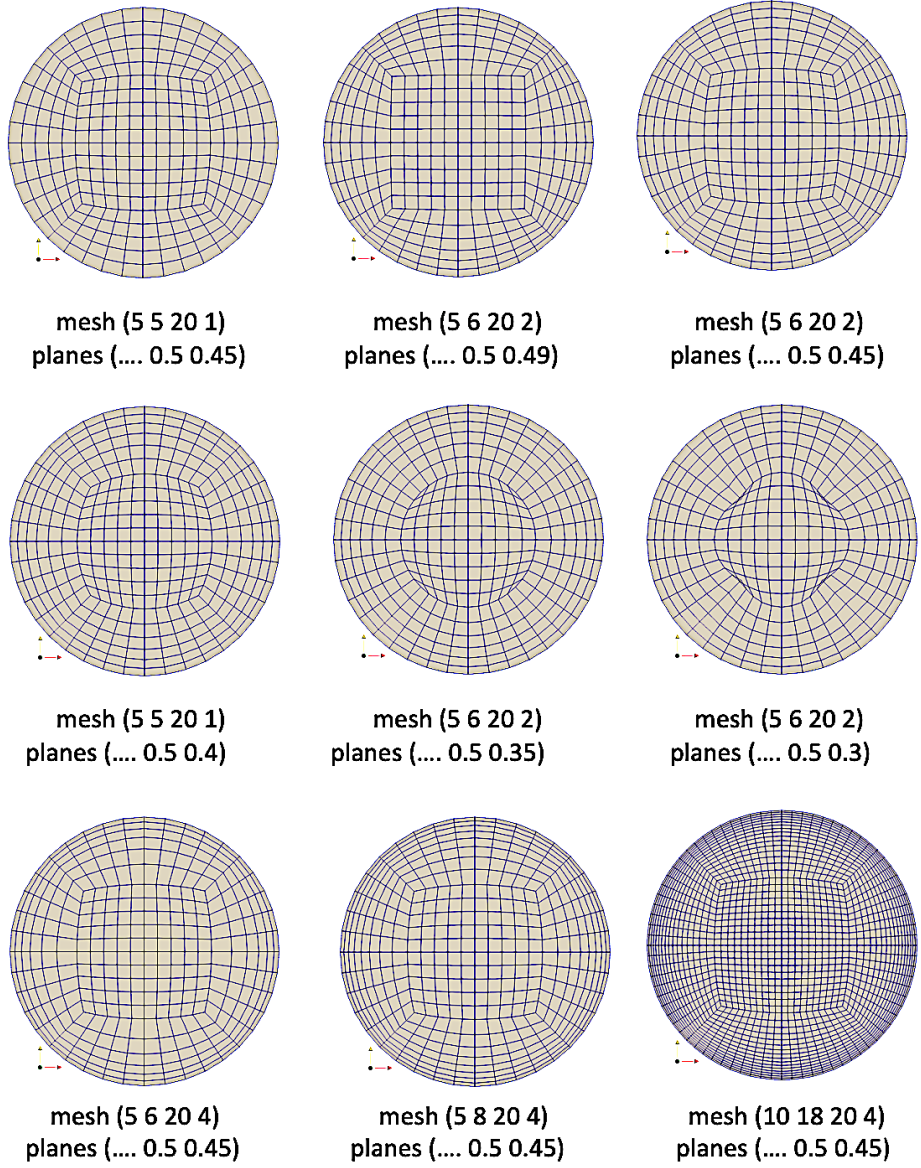 mesh (5 5 20 1)
planes (.... 0.5 0.45)
mesh (5 6 20 2)
planes (.... 0.5 0.49)
mesh (5 6 20 2)
planes (.... 0.5 0.45)
mesh (5 5 20 1)
planes (.... 0.5 0.4)
mesh (5 6 20 2)
planes (.... 0.5 0.35)
mesh (5 6 20 2)
planes (.... 0.5 0.3)
mesh (5 6 20 4)
planes (.... 0.5 0.45)
mesh (5 8 20 4)
planes (.... 0.5 0.45)
mesh (10 18 20 4)
planes (.... 0.5 0.45)